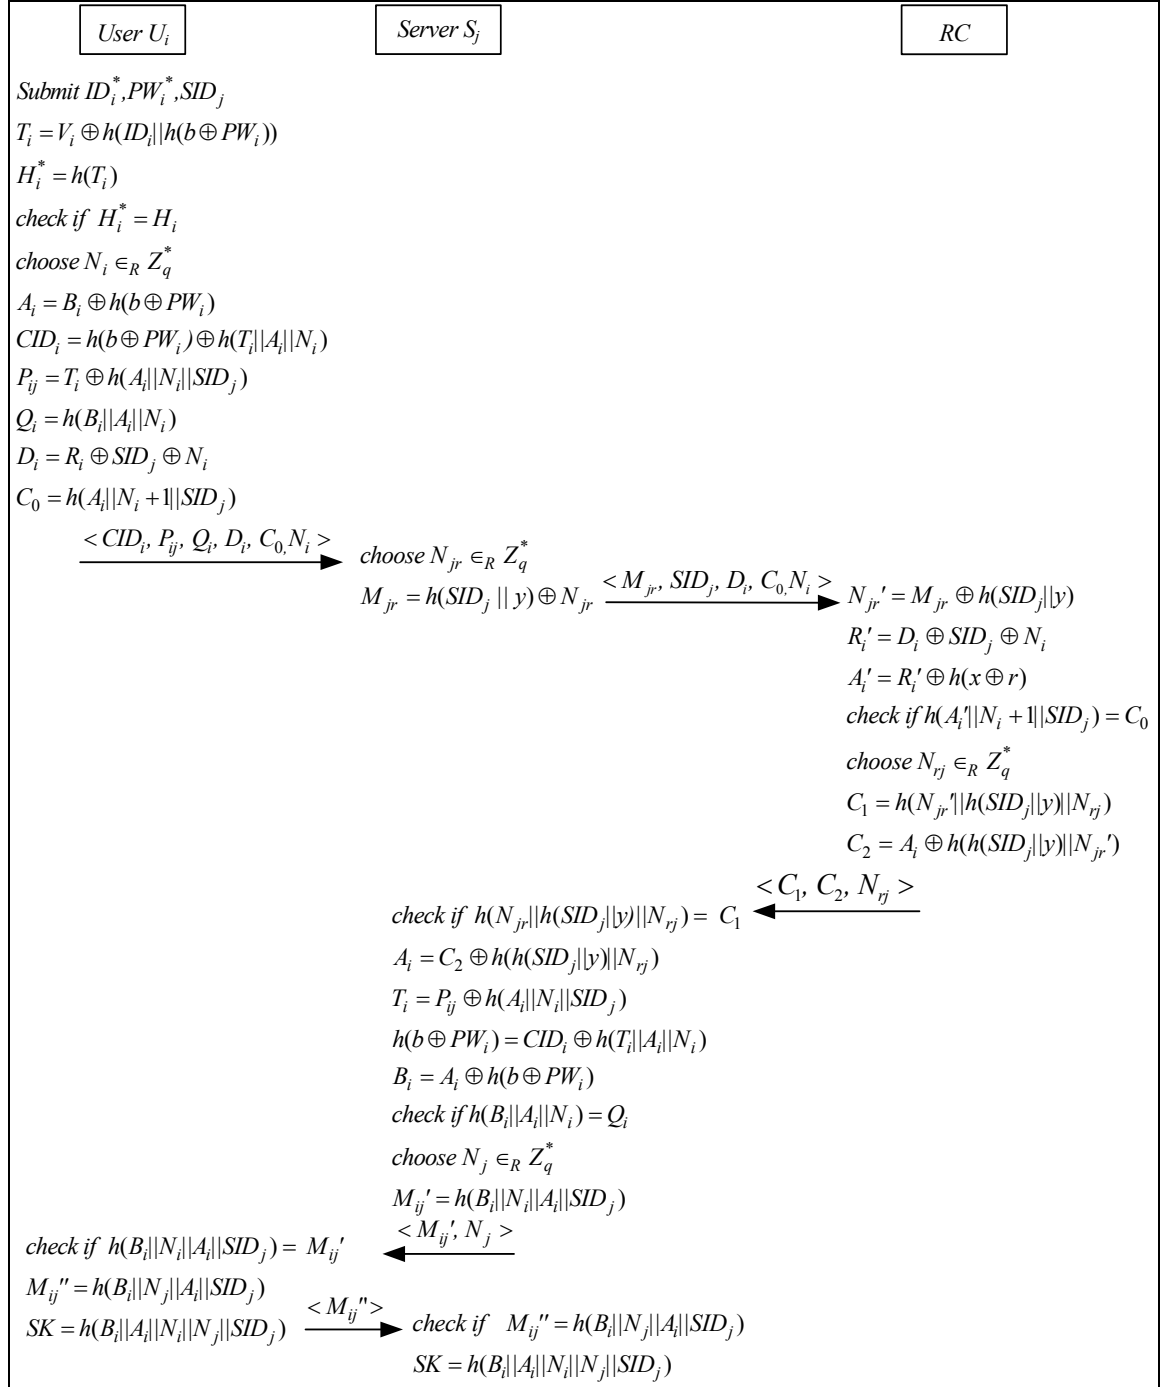 User U_i
Server S_j
RC
Submit ID_i^*,PW_i^*,SID_j
T_i = V_i ⊕ h(ID_i||h(b ⊕ PW_i))
H_i^* = h(T_i)
check if H_i^* = H_i
choose N_i ∈_R Z_q^*
A_i = B_i ⊕ h(b ⊕ PW_i)
CID_i = h(b ⊕ PW_i) ⊕ h(T_i||A_i||N_i)
P_ij = T_i ⊕ h(A_i||N_i||SID_j)
Q_i = h(B_i||A_i||N_i)
D_i = R_i ⊕ SID_j ⊕ N_i
C_0 = h(A_i||N_i +1||SID_j)
< CID_i, P_ij, Q_i, D_i, C_0, N_i >
choose N_jr ∈_R Z_q^*
M_jr = h(SID_j || y) ⊕ N_jr
< M_jr, SID_j, D_i, C_0, N_i >
N_jr' = M_jr ⊕ h(SID_j||y)
R_i' = D_i ⊕ SID_j ⊕ N_i
A_i' = R_i' ⊕ h(x ⊕ r)
check if h(A_i'||N_i +1||SID_j) = C_0
choose N_rj ∈_R Z_q^*
C_1 = h(N_jr'||h(SID_j||y)||N_rj)
C_2 = A_i ⊕ h(h(SID_j||y)||N_jr')
< C_1, C_2, N_rj >
check if h(N_jr||h(SID_j||y)||N_rj) = C_1
A_i = C_2 ⊕ h(h(SID_j||y)||N_rj)
T_i = P_ij ⊕ h(A_i||N_i||SID_j)
h(b ⊕ PW_i) = CID_i ⊕ h(T_i||A_i||N_i)
B_i = A_i ⊕ h(b ⊕ PW_i)
check if h(B_i||A_i||N_i) = Q_i
choose N_j ∈_R Z_q^*
M_ij' = h(B_i||N_i||A_i||SID_j)
< M_ij', N_j >
check if h(B_i||N_i||A_i||SID_j) = M_ij'
M_ij'' = h(B_i||N_j||A_i||SID_j)
SK = h(B_i||A_i||N_i||N_j||SID_j)
< M_ij'' >
check if M_ij'' = h(B_i||N_j||A_i||SID_j)
SK = h(B_i||A_i||N_i||N_j||SID_j)